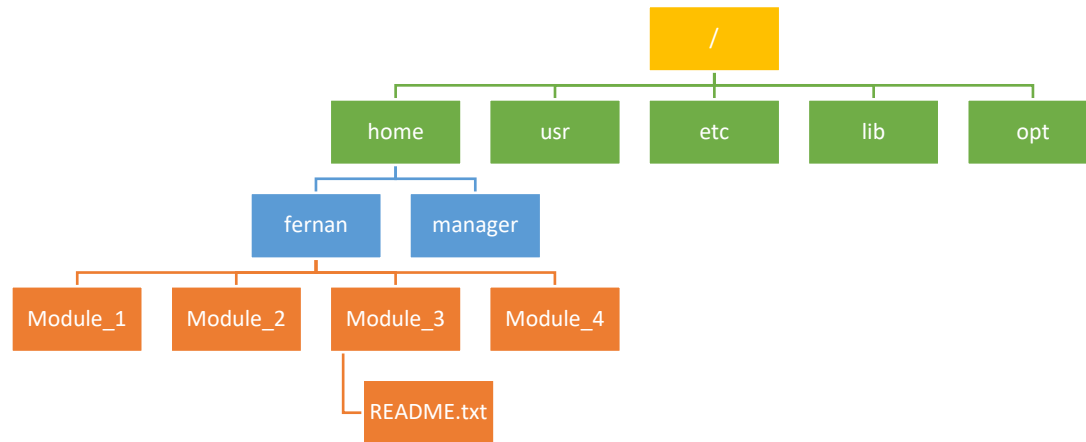 /
home
usr
etc
lib
opt
fernan
manager
Module_1
Module_2
Module_3
Module_4
README.txt